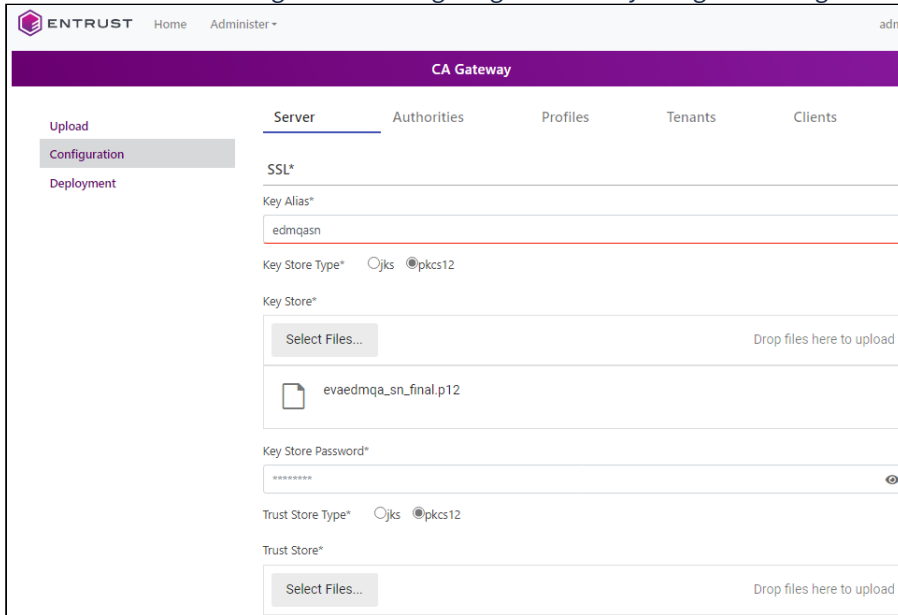 ENTRUST Home Administer
CA Gateway
Upload
Configuration
Deployment
Server Authorities Profiles Tenants Clients
SSL*
Key Alias*
edmqasn
Key Store Type* jks pkcs12
Key Store*
Select Files... Drop files here to upload
evaedmqa_sn_final.p12
Key Store Password*
********
Trust Store Type* jks pkcs12
Trust Store*
Select Files... Drop files here to upload